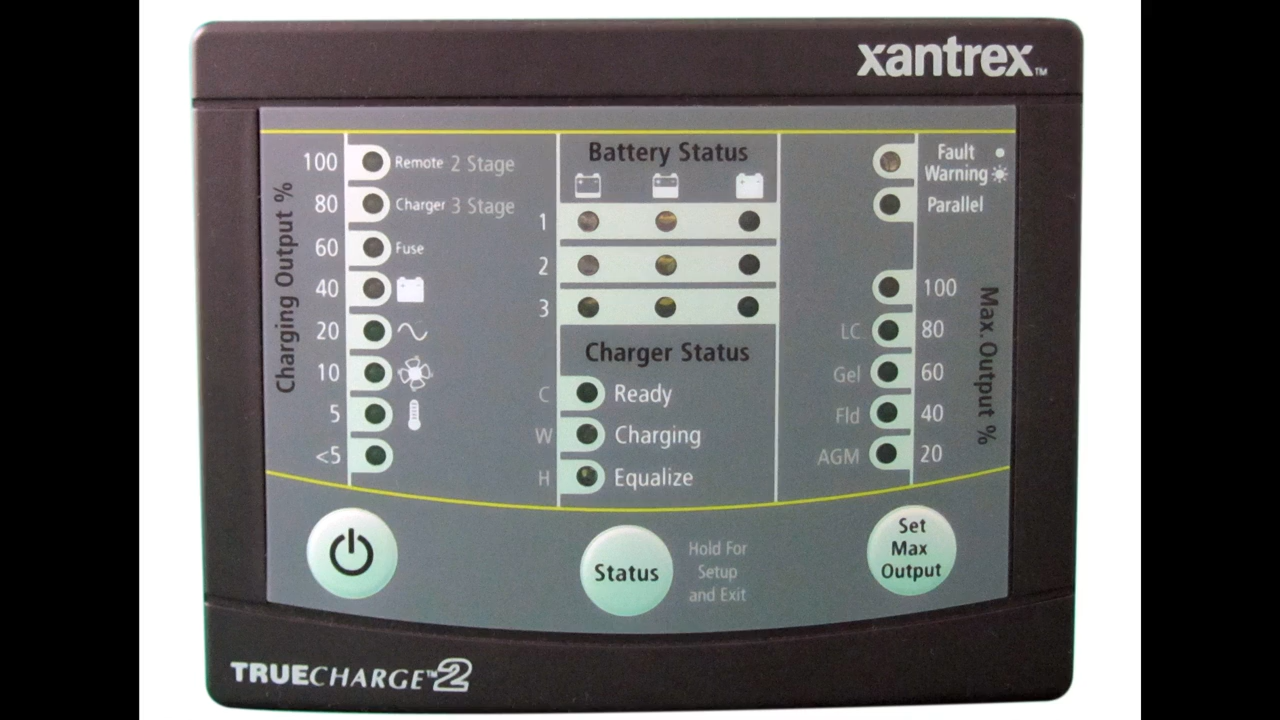 xantrex™
Charging Output %
100 Remote 2 Stage
80 Charger 3 Stage
60 Fuse
40
20
10
5
<5
Battery Status
1
2
3
Charger Status
C Ready
W Charging
H Equalize
Fault
Warning
Parallel
100
LC 80
Gel 60
Fld 40
AGM 20
Max. Output %
Status
Hold For
Setup
and Exit
Set
Max
Output
TRUECHARGE™2